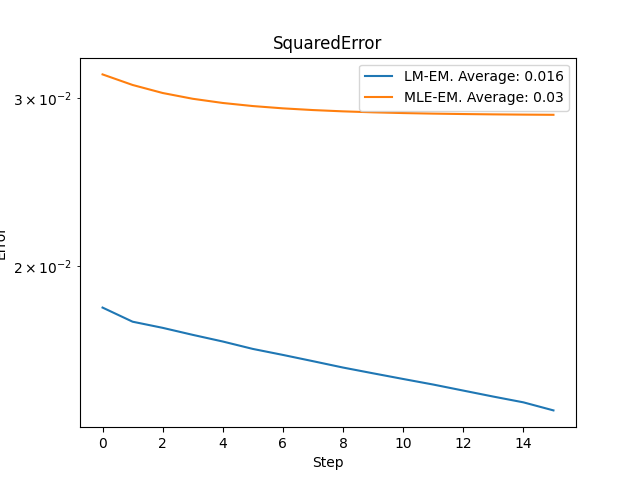 SquaredError
LM-EM. Average: 0.016
MLE-EM. Average: 0.03
3 × 10⁻²
2 × 10⁻²
Error
0 2 4 6 8 10 12 14
Step